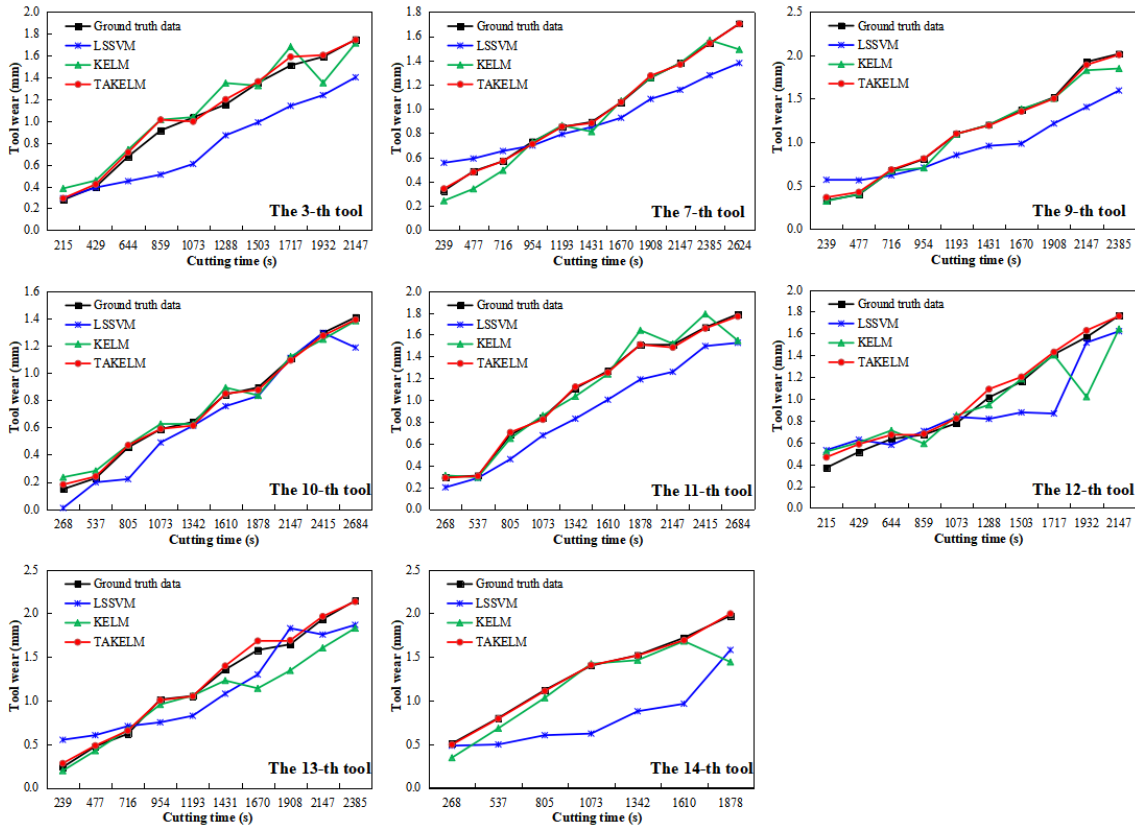 Tool wear (mm)
2.0
1.8
1.6
1.4
1.2
1.0
0.8
0.6
0.4
0.2
0.0
Ground truth data
LSSVM
KELM
TAKELM
The 3-th tool
215 429 644 859 1073 1288 1503 1717 1932 2147
Cutting time (s)
Tool wear (mm)
1.8
1.6
1.4
1.2
1.0
0.8
0.6
0.4
0.2
0.0
Ground truth data
LSSVM
KELM
TAKELM
The 7-th tool
239 477 716 954 1193 1431 1670 1908 2147 2385 2624
Cutting time (s)
Tool wear (mm)
2.5
2.0
1.5
1.0
0.5
0.0
Ground truth data
LSSVM
KELM
TAKELM
The 9-th tool
239 477 716 954 1193 1431 1670 1908 2147 2385
Cutting time (s)
Tool wear (mm)
1.6
1.4
1.2
1.0
0.8
0.6
0.4
0.2
0.0
Ground truth data
LSSVM
KELM
TAKELM
The 10-th tool
268 537 805 1073 1342 1610 1878 2147 2415 2684
Cutting time (s)
Tool wear (mm)
2.0
1.8
1.6
1.4
1.2
1.0
0.8
0.6
0.4
0.2
0.0
Ground truth data
LSSVM
KELM
TAKELM
The 11-th tool
268 537 805 1073 1342 1610 1878 2147 2415 2684
Cutting time (s)
Tool wear (mm)
2.0
1.8
1.6
1.4
1.2
1.0
0.8
0.6
0.4
0.2
0.0
Ground truth data
LSSVM
KELM
TAKELM
The 12-th tool
215 429 644 859 1073 1288 1503 1717 1932 2147
Cutting time (s)
Tool wear (mm)
2.5
2.0
1.5
1.0
0.5
0.0
Ground truth data
LSSVM
KELM
TAKELM
The 13-th tool
239 477 716 954 1193 1431 1670 1908 2147 2385
Cutting time (s)
Tool wear (mm)
2.5
2.0
1.5
1.0
0.5
0.0
Ground truth data
LSSVM
KELM
TAKELM
The 14-th tool
268 537 805 1073 1342 1610 1878
Cutting time (s)